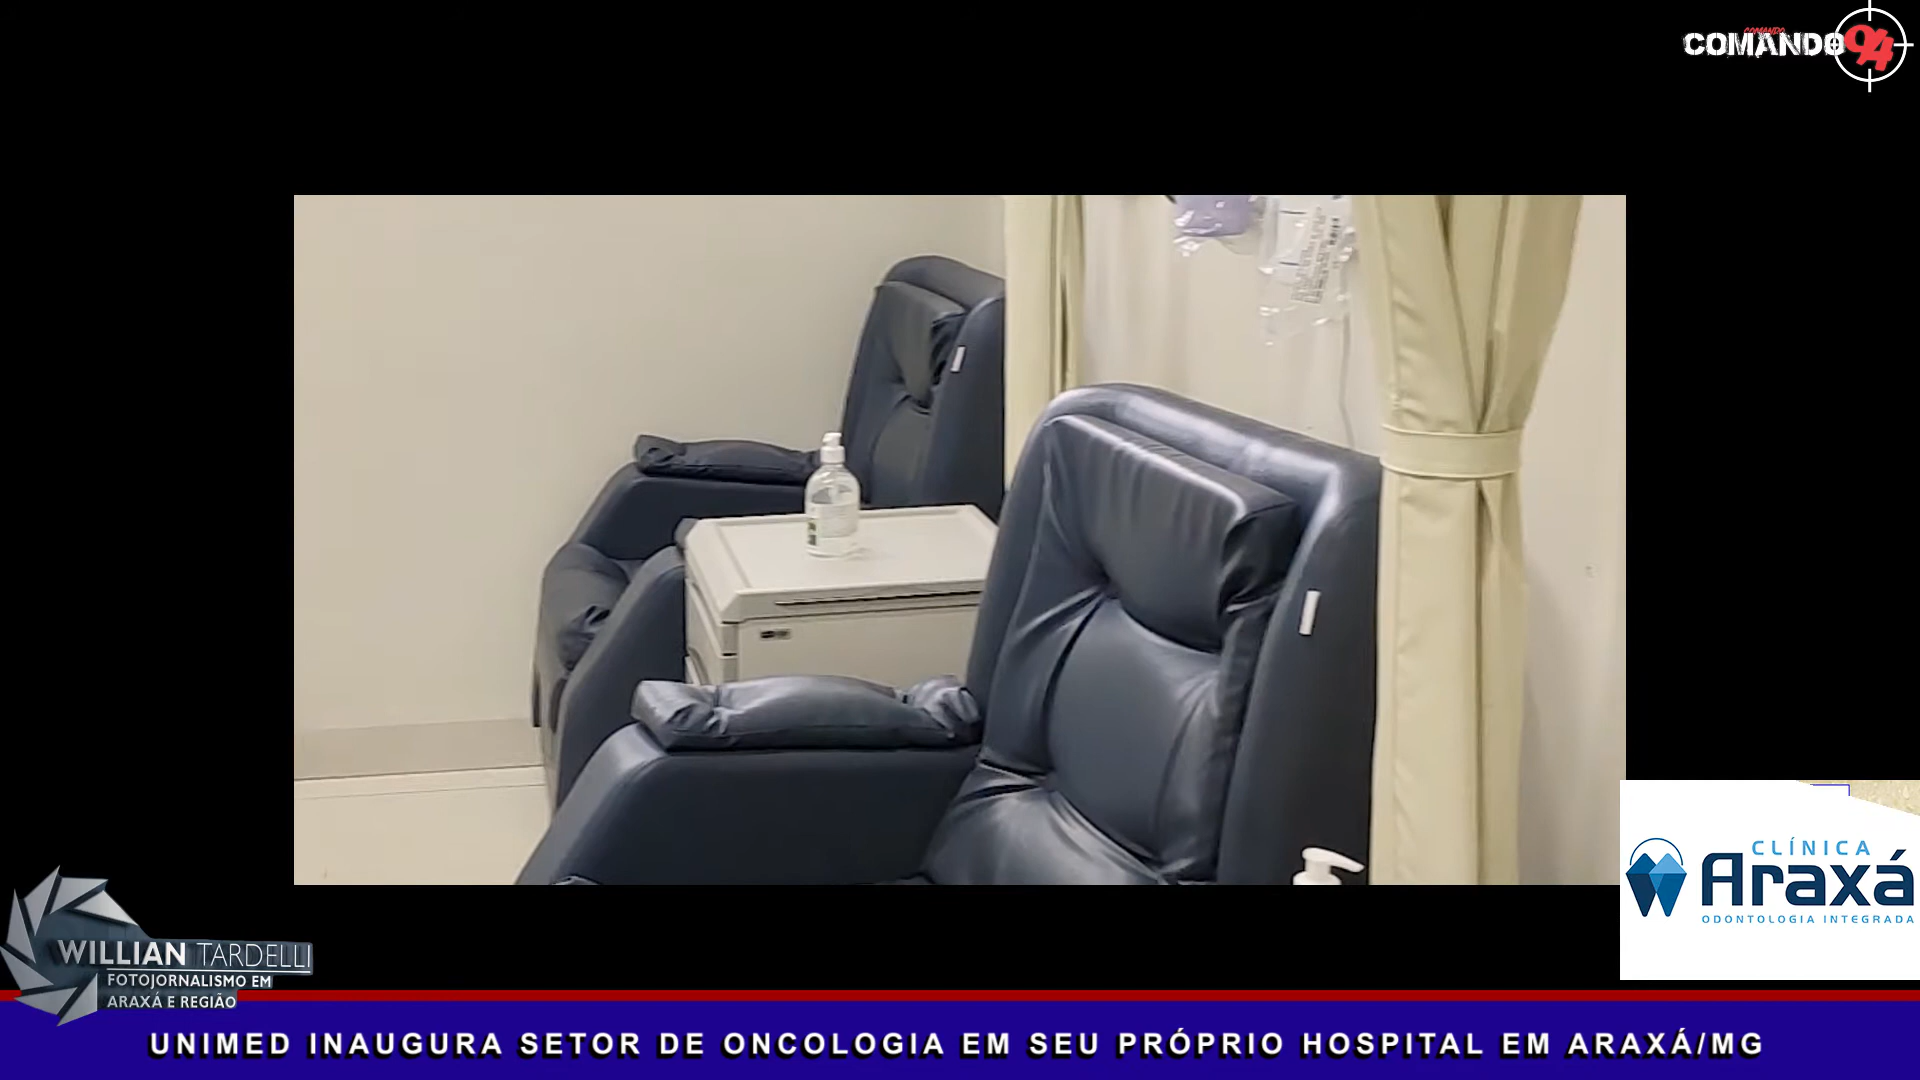 COMANDO
COMANDO 94
CLÍNICA
Araxá
ODONTOLOGIA INTEGRADA
WILLIAN TARDELLI
FOTOJORNALISMO EM
ARAXÁ E REGIÃO
UNIMED INAUGURA SETOR DE ONCOLOGIA EM SEU PRÓPRIO HOSPITAL EM ARAXÁ/MG